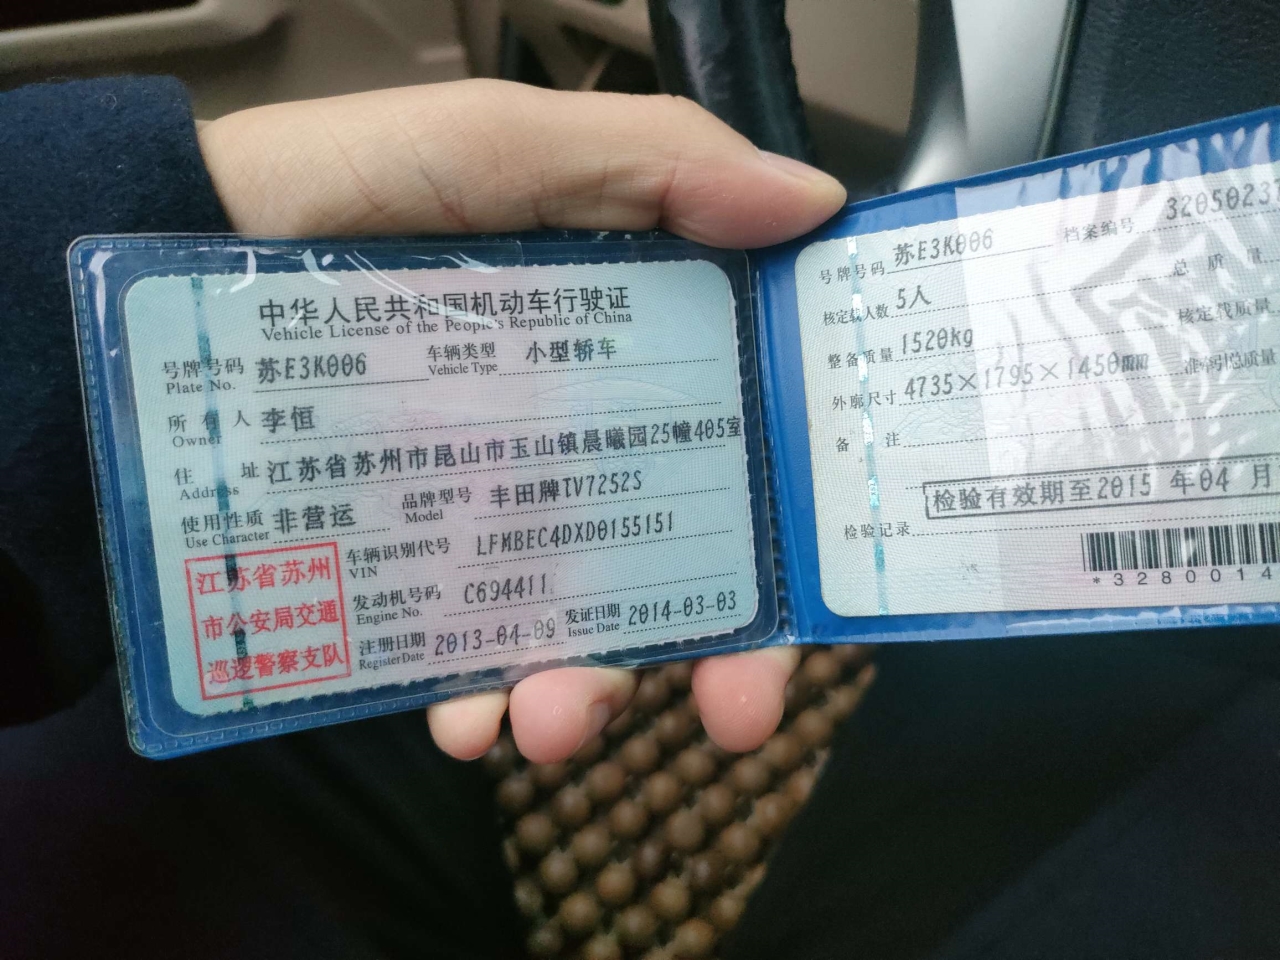 中华人民共和国机动车行驶证
Vehicle License of the People's Republic of China
号牌号码 苏E3K006 车辆类型 小型轿车
Plate No. Vehicle Type
所有人 李恒
Owner
住址 江苏省苏州市昆山市玉山镇晨曦园25幢405室
Address
使用性质 非营运 品牌型号 丰田牌TV7252S
Use Character Model
江苏省苏州
市公安局交通
巡逻警察支队
车辆识别代号 LFMBEC4DXD0155151
VIN
发动机号码 C694411
Engine No.
注册日期 2013-04-09 发证日期 2014-03-03
Register Date Issue Date
号牌号码 苏E3K006 档案编号 3205023
核定载人数 5人 总质量
整备质量 1520kg 核定载质量
外廓尺寸 4735×1795×1450mm 准牵引总质量
备注
检验有效期至2015年04月
检验记录
*3280014